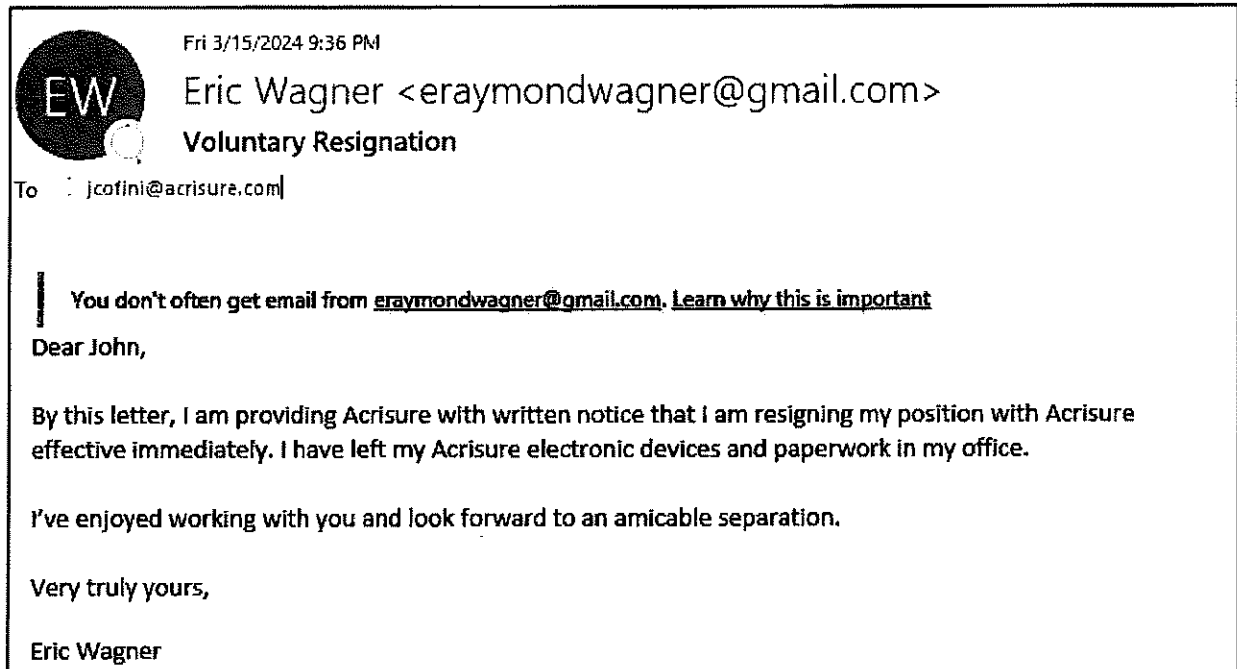 Fri 3/15/2024 9:36 PM
EW
Eric Wagner <eraymondwagner@gmail.com>
Voluntary Resignation
To : jcofini@acrisure.com
You don't often get email from eraymondwagner@gmail.com. Learn why this is important
Dear John,
By this letter, I am providing Acrisure with written notice that I am resigning my position with Acrisure
effective immediately. I have left my Acrisure electronic devices and paperwork in my office.
I've enjoyed working with you and look forward to an amicable separation.
Very truly yours,
Eric Wagner